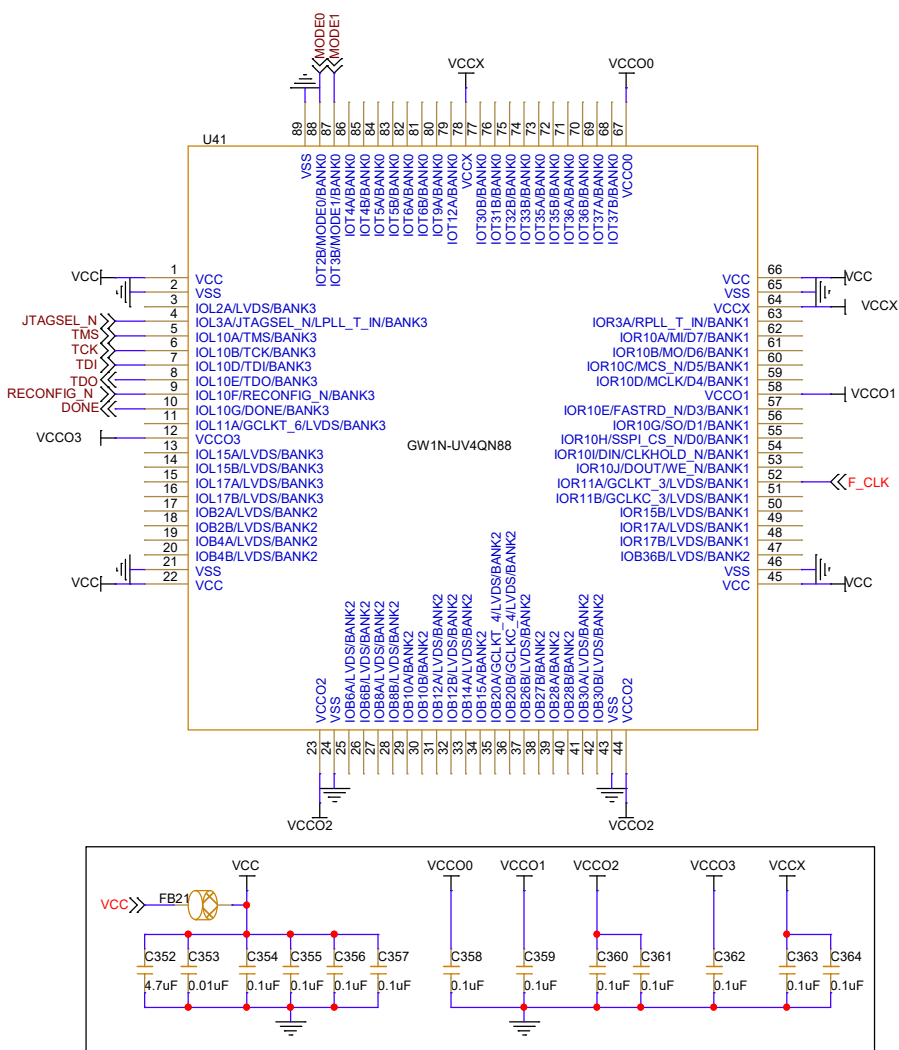 MODE0
MODE1
VCCX
VCCO0
89
88
87
86
85
84
83
82
81
80
79
78
77
76
75
74
73
72
71
70
69
68
67
U41
VSS
IOT2B/MODE0/BANK0
IOT3B/MODE1/BANK0
IOT4A/BANK0
IOT4B/BANK0
IOT5A/BANK0
IOT5B/BANK0
IOT6A/BANK0
IOT6B/BANK0
IOT9A/BANK0
IOT12A/BANK0
VCCX
IOT30B/BANK0
IOT31B/BANK0
IOT32B/BANK0
IOT33B/BANK0
IOT35A/BANK0
IOT35B/BANK0
IOT36A/BANK0
IOT36B/BANK0
IOT37A/BANK0
IOT37B/BANK0
VCCO0
VCC 1 VCC
2 VSS
3 IOL2A/LVDS/BANK3
JTAGSEL_N 4 IOL3A/JTAGSEL_N/LPLL_T_IN/BANK3
TMS 5 IOL10A/TMS/BANK3
TCK 6 IOL10B/TCK/BANK3
TDI 7 IOL10D/TDI/BANK3
TDO 8 IOL10E/TDO/BANK3
RECONFIG_N 9 IOL10F/RECONFIG_N/BANK3
DONE 10 IOL10G/DONE/BANK3
11 IOL11A/GCLKT_6/LVDS/BANK3
VCCO3 12 VCCO3
13 IOL15A/LVDS/BANK3
14 IOL15B/LVDS/BANK3
15 IOL17A/LVDS/BANK3
16 IOL17B/LVDS/BANK3
17 IOB2A/LVDS/BANK2
18 IOB2B/LVDS/BANK2
19 IOB4A/LVDS/BANK2
20 IOB4B/LVDS/BANK2
21 VSS
VCC 22 VCC
GW1N-UV4QN88
VCC 66 VCC
VSS 65
VCCX 64 VCCX
IOR3A/RPLL_T_IN/BANK1 63
IOR10A/MI/D7/BANK1 62
IOR10B/MO/D6/BANK1 61
IOR10C/MCS_N/D5/BANK1 60
IOR10D/MCLK/D4/BANK1 59
VCCO1 58 VCCO1
IOR10E/FASTRD_N/D3/BANK1 57
IOR10G/SO/D1/BANK1 56
IOR10H/SSPI_CS_N/D0/BANK1 55
IOR10I/DIN/CLKHOLD_N/BANK1 54
IOR10J/DOUT/WE_N/BANK1 53
IOR11A/GCLKT_3/LVDS/BANK1 52 F_CLK
IOR11B/GCLKC_3/LVDS/BANK1 51
IOR15B/LVDS/BANK1 50
IOR17A/LVDS/BANK1 49
IOR17B/LVDS/BANK1 48
IOB36B/LVDS/BANK2 47
VSS 46
VCC 45 VCC
VCCO2
VSS
IOB6A/LVDS/BANK2
IOB6B/LVDS/BANK2
IOB8A/LVDS/BANK2
IOB8B/LVDS/BANK2
IOB10A/BANK2
IOB10B/BANK2
IOB12A/LVDS/BANK2
IOB12B/LVDS/BANK2
IOB14A/LVDS/BANK2
IOB15A/BANK2
IOB20A/GCLKT_4/LVDS/BANK2
IOB20B/GCLKC_4/LVDS/BANK2
IOB26B/LVDS/BANK2
IOB27B/BANK2
IOB28A/BANK2
IOB28B/BANK2
IOB30A/LVDS/BANK2
IOB30B/LVDS/BANK2
VSS
VCCO2
23
24
25
26
27
28
29
30
31
32
33
34
35
36
37
38
39
40
41
42
43
44
VCCO2
VCCO2
VCC
VCCO0
VCCO1
VCCO2
VCCO3
VCCX
VCC
FB21
C352
C353
C354
C355
C356
C357
C358
C359
C360
C361
C362
C363
C364
4.7uF
0.01uF
0.1uF
0.1uF
0.1uF
0.1uF
0.1uF
0.1uF
0.1uF
0.1uF
0.1uF
0.1uF
0.1uF